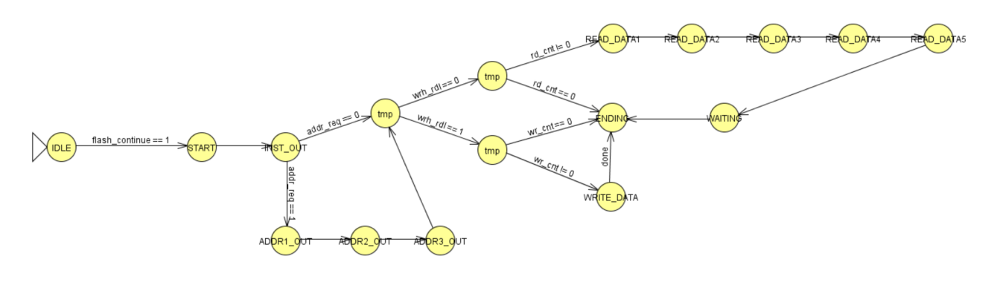 READ_DATA1
READ_DATA2
READ_DATA3
READ_DATA4
READ_DATA5
rd_cnt != 0
tmp
wrh_rdl == 0
rd_cnt == 0
tmp
addr_req == 0
ENDING
WAITING
wrh_rdl == 1
wr_cnt== 0
IDLE
flash_continue == 1
START
INST_OUT
tmp
wr_cnt != 0
done
addr_req == 1
WRITE_DATA
ADDR1_OUT
ADDR2_OUT
ADDR3_OUT